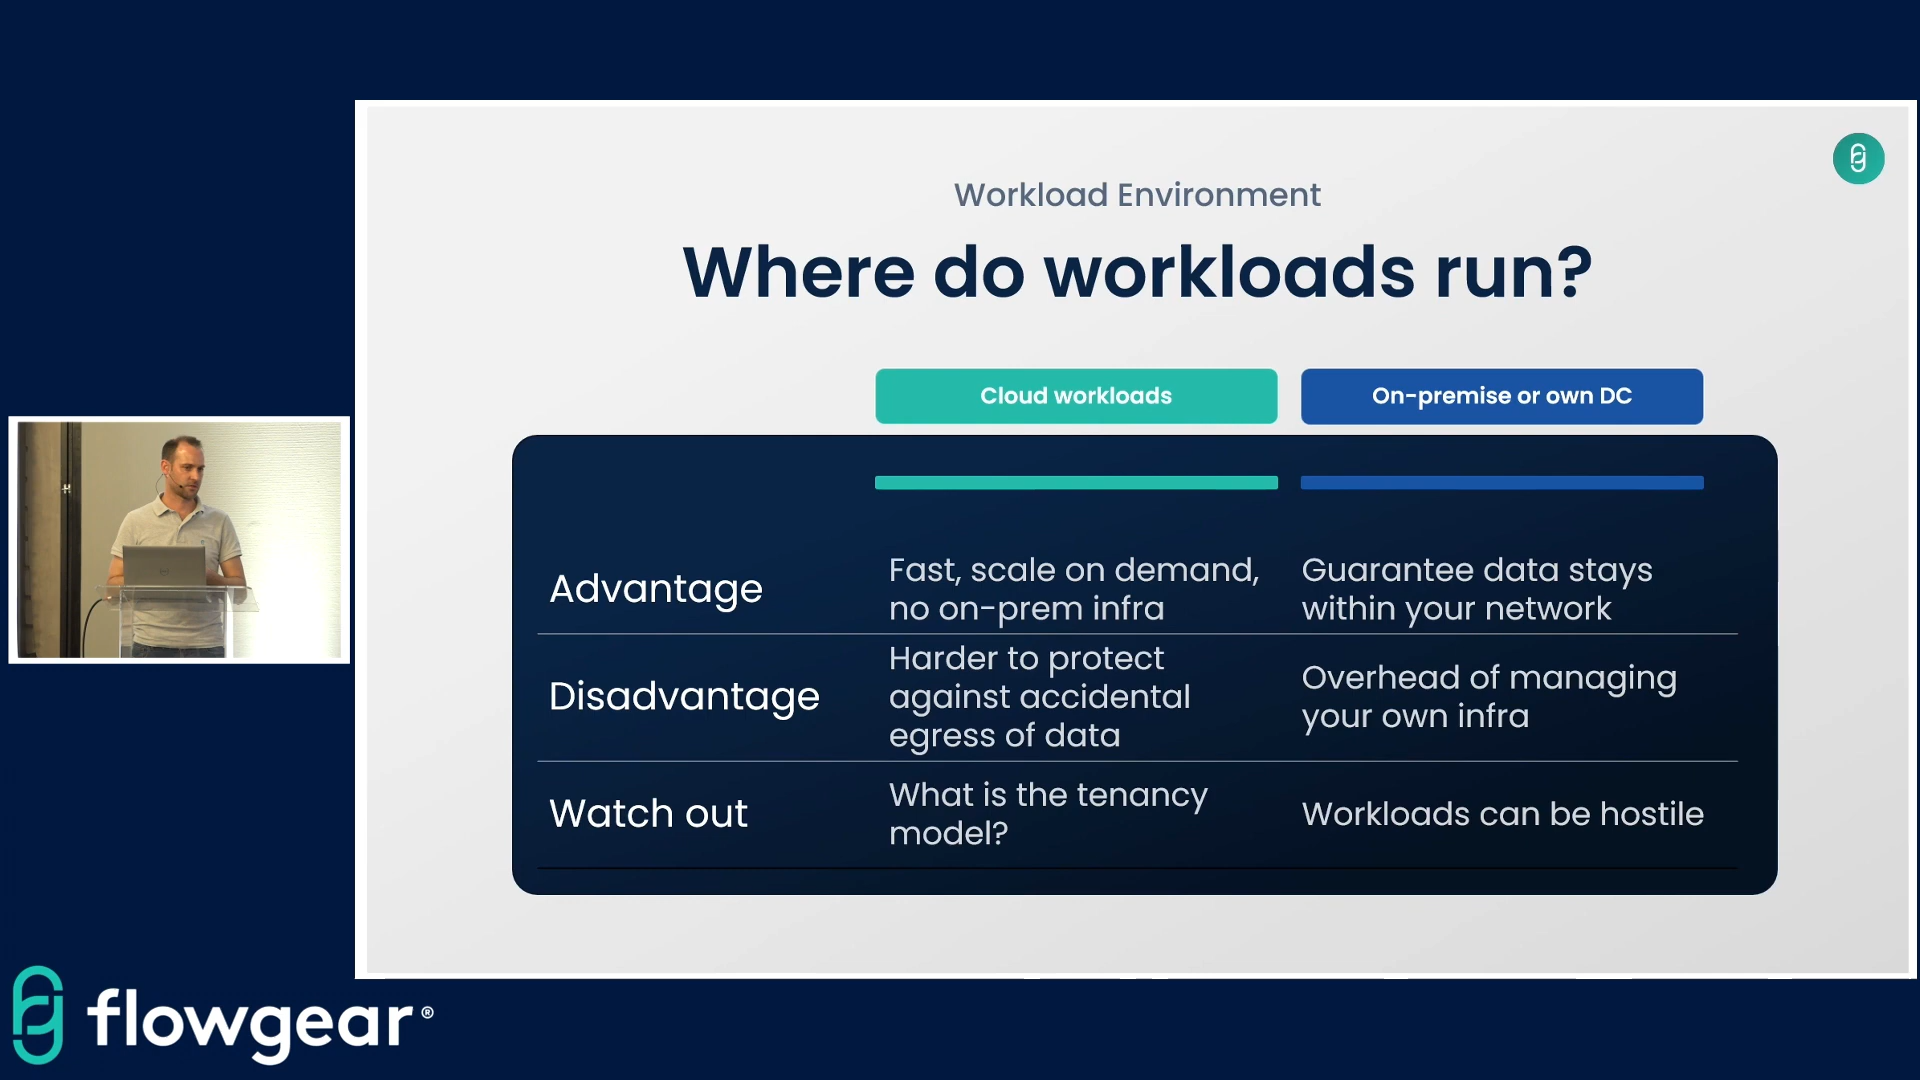 Workload Environment
Where do workloads run?
Cloud workloads
On-premise or own DC
Advantage
Fast, scale on demand,
no on-prem infra
Guarantee data stays
within your network
Disadvantage
Harder to protect
against accidental
egress of data
Overhead of managing
your own infra
Watch out
What is the tenancy
model?
Workloads can be hostile
flowgear®